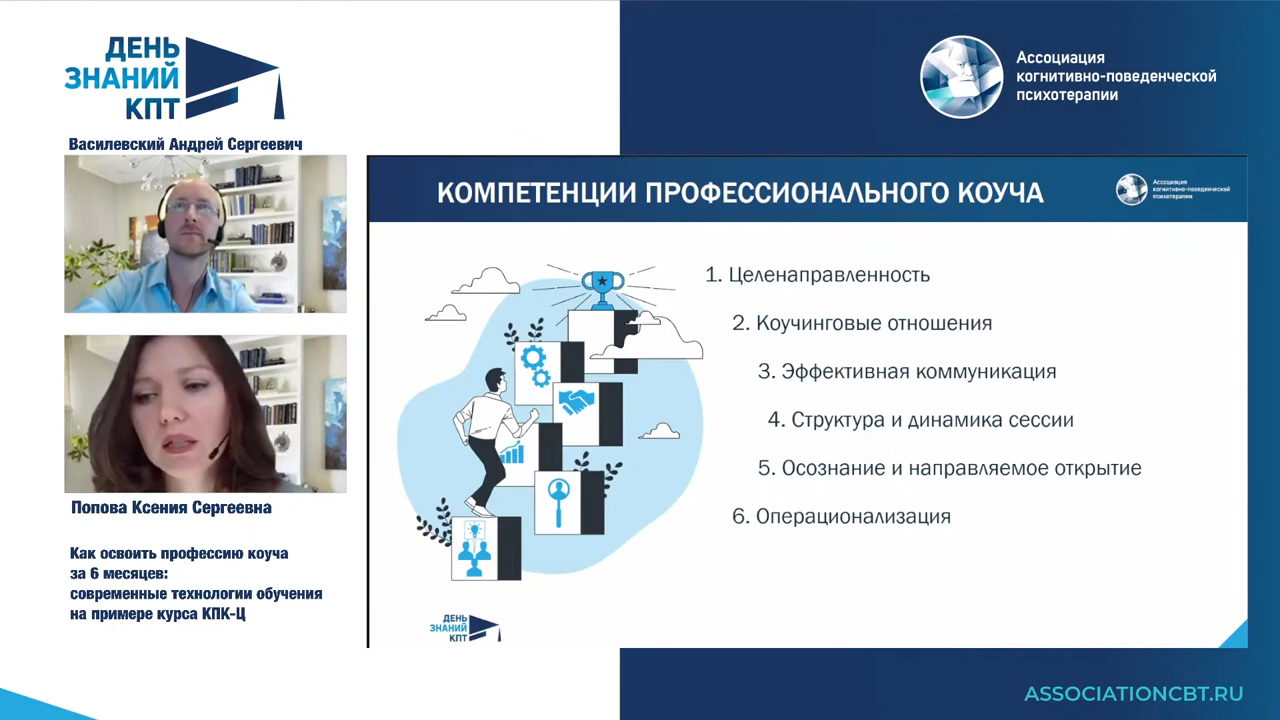 ДЕНЬ
ЗНАНИЙ
КПТ
Ассоциация
когнитивно-поведенческой
психотерапии
Василевский Андрей Сергеевич
Попова Ксения Сергеевна
Как освоить профессию коуча
за 6 месяцев:
современные технологии обучения
на примере курса КПК-Ц
КОМПЕТЕНЦИИ ПРОФЕССИОНАЛЬНОГО КОУЧА
Ассоциация
когнитивно-поведенческой
психотерапии
1. Целенаправленность
2. Коучинговые отношения
3. Эффективная коммуникация
4. Структура и динамика сессии
5. Осознание и направляемое открытие
6. Операционализация
ДЕНЬ
ЗНАНИЙ
КПТ
ASSOCIATIONCBT.RU